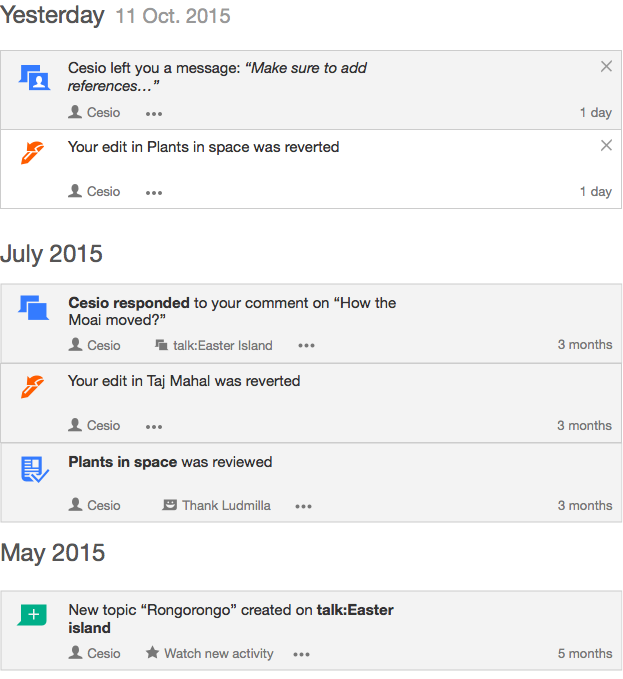 Yesterday 11 Oct. 2015
Cesio left you a message: “Make sure to add
references…”
Cesio 1 day
Your edit in Plants in space was reverted
Cesio 1 day
July 2015
Cesio responded to your comment on “How the
Moai moved?”
Cesio talk:Easter Island 3 months
Your edit in Taj Mahal was reverted
Cesio 3 months
Plants in space was reviewed
Cesio Thank Ludmilla 3 months
May 2015
New topic “Rongorongo” created on talk:Easter
island
Cesio Watch new activity 5 months